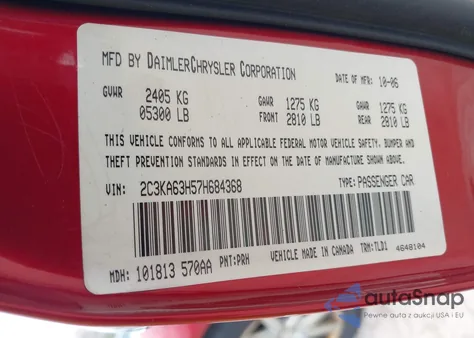 MFD BY DAIMLERCHRYSLER CORPORATION DATE OF MFR: 10-06
GVWR 2405 KG GAWR 1275 KG GAWR 1275 KG
05300 LB FRONT 2810 LB REAR 2810 LB
THIS VEHICLE CONFORMS TO ALL APPLICABLE FEDERAL MOTOR VEHICLE SAFETY, BUMPER AND
THEFT PREVENTION STANDARDS IN EFFECT ON THE DATE OF MANUFACTURE SHOWN ABOVE.
VIN: 2C3KA63H57H684368 TYPE: PASSENGER CAR
MDH: 101813 570AA PNT: PRH VEHICLE MADE IN CANADA TRM: TLD1 4648104
autoSnap
Pewne auta z aukcji USA i EU